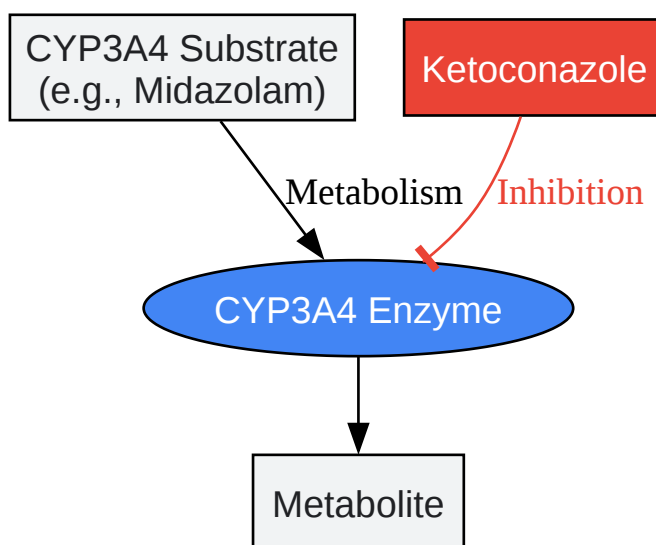 CYP3A4 Substrate
(e.g., Midazolam)
Ketoconazole
Metabolism
Inhibition
CYP3A4 Enzyme
Metabolite